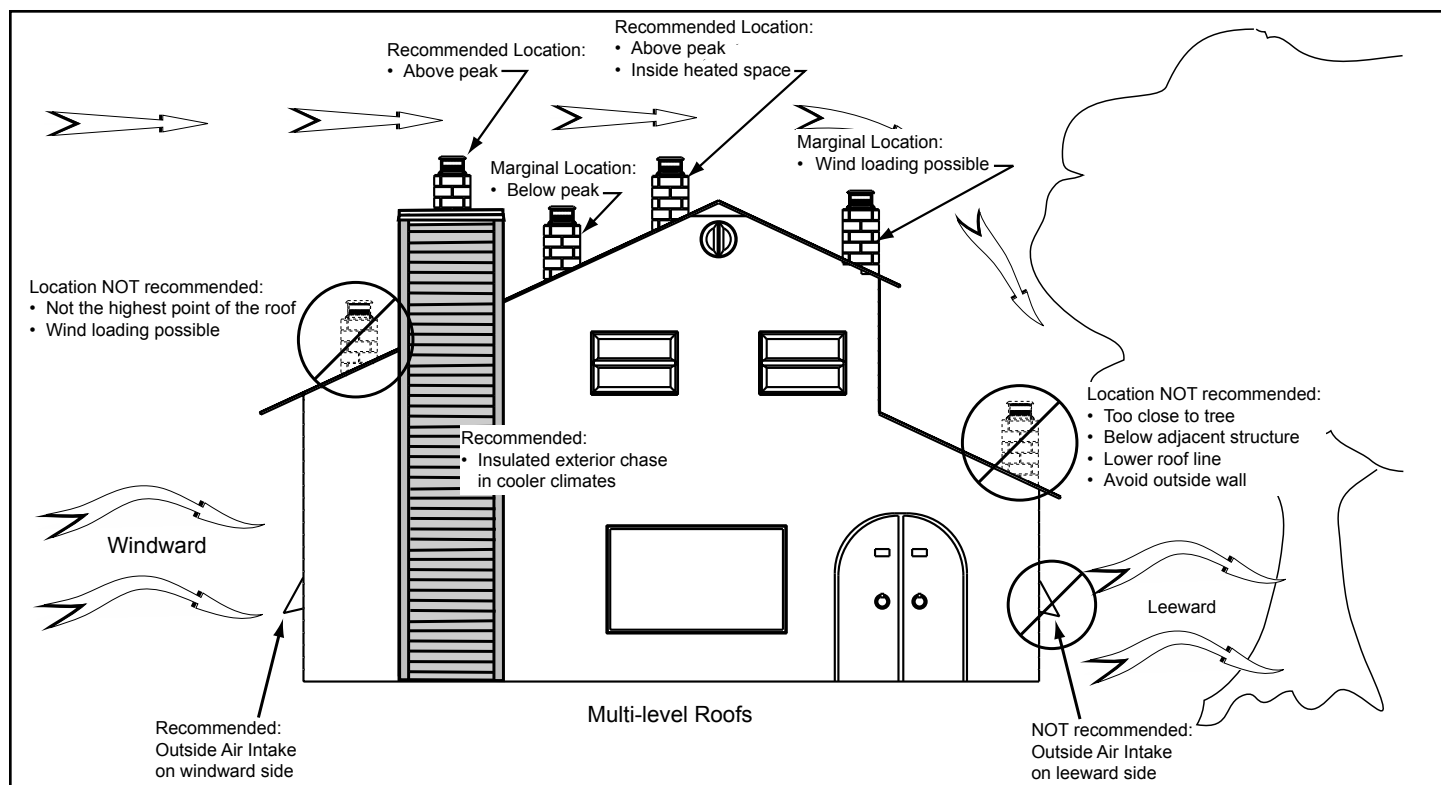 Recommended Location:
• Above peak
Recommended Location:
• Above peak
• Inside heated space
Marginal Location:
• Below peak
Marginal Location:
• Wind loading possible
Location NOT recommended:
• Not the highest point of the roof
• Wind loading possible
Recommended:
• Insulated exterior chase
in cooler climates
Location NOT recommended:
• Too close to tree
• Below adjacent structure
• Lower roof line
• Avoid outside wall
Windward
Leeward
Recommended:
Outside Air Intake
on windward side
Multi-level Roofs
NOT recommended:
Outside Air Intake
on leeward side